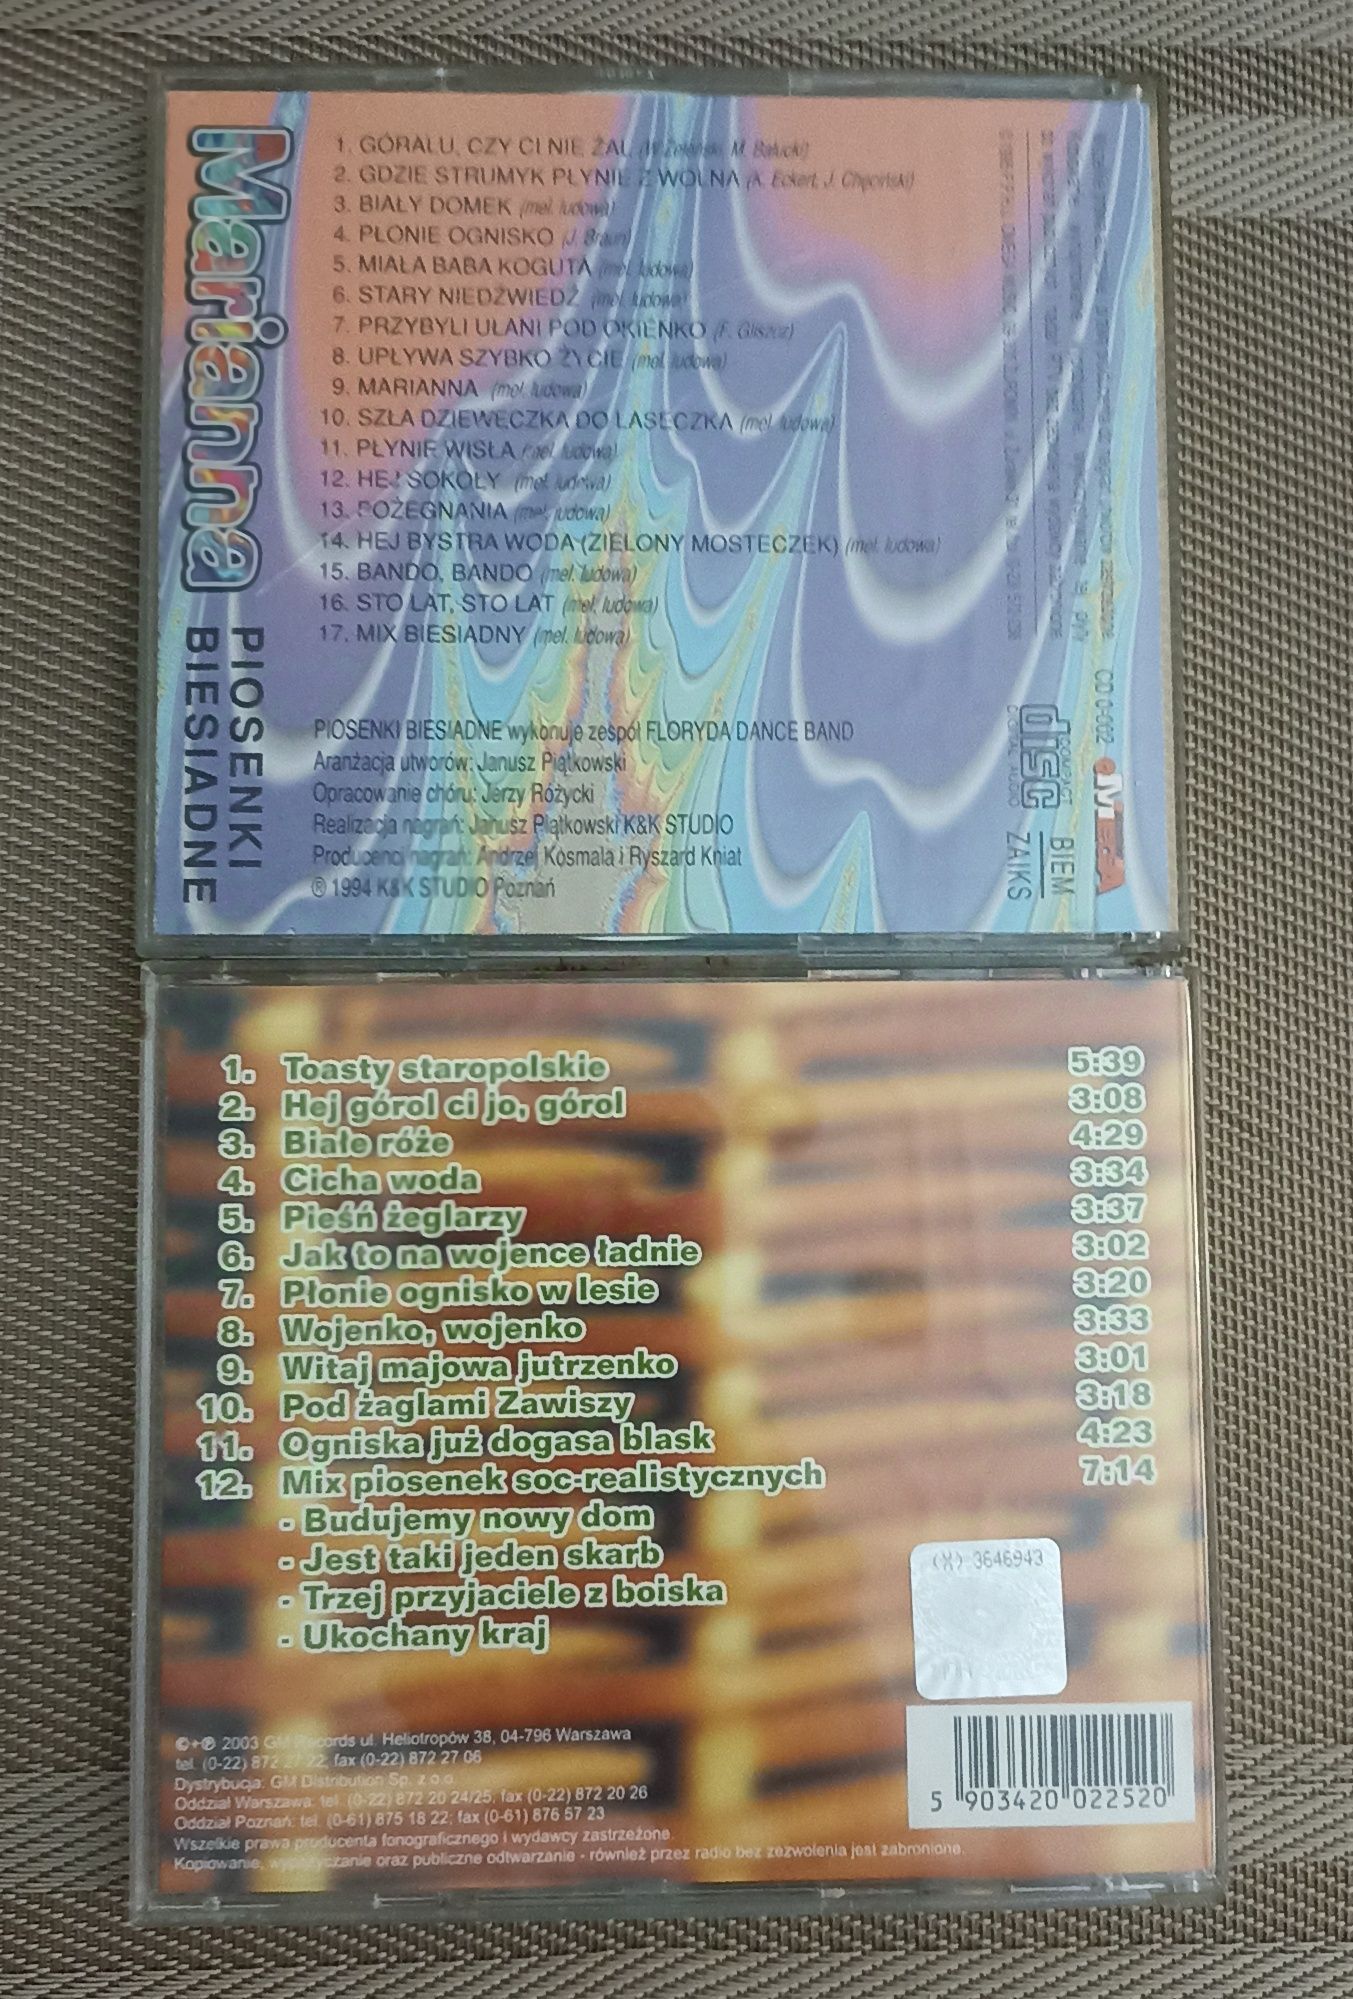 Marianna
PIOSENKI
BIESIADNE
1. GÓRALU, CZY CI NIE ŻAL (W. Żeleński, M. Bałucki)
2. GDZIE STRUMYK PŁYNIE Z WOLNA (A. Eckert, J. Chęciński)
3. BIAŁY DOMEK (mel. ludowa)
4. PŁONIE OGNISKO (J. Braun)
5. MIAŁA BABA KOGUTA (mel. ludowa)
6. STARY NIEDŹWIEDŹ (mel. ludowa)
7. PRZYBYLI UŁANI POD OKIENKO (F. Gliszcz)
8. UPŁYWA SZYBKO ŻYCIE (mel. ludowa)
9. MARIANNA (mel. ludowa)
10. SZŁA DZIEWECZKA DO LASECZKA (mel. ludowa)
11. PŁYNIE WISŁA (mel. ludowa)
12. HEJ SOKOŁY (mel. ludowa)
13. POŻEGNANIA (mel. ludowa)
14. HEJ BYSTRA WODA (ZIELONY MOSTECZEK) (mel. ludowa)
15. BANDO, BANDO (mel. ludowa)
16. STO LAT, STO LAT (mel. ludowa)
17. MIX BIESIADNY (mel. ludowa)
PIOSENKI BIESIADNE wykonuje zespół FLORYDA DANCE BAND
Aranżacja utworów: Janusz Piątkowski
Opracowanie chóru: Jerzy Różycki
Realizacja nagrań: Janusz Piątkowski K&K STUDIO
Producenci nagrań: Andrzej Kosmala i Ryszard Kniat
℗ 1994 K&K STUDIO Poznań
CD 0-002
COMPACT
disc
DIGITAL AUDIO
BIEM
ZAIKS
1. Toasty staropolskie 5:39
2. Hej górol ci jo, górol 3:08
3. Białe róże 4:29
4. Cicha woda 3:34
5. Pieśń żeglarzy 3:37
6. Jak to na wojence ładnie 3:02
7. Płonie ognisko w lesie 3:20
8. Wojenko, wojenko 3:33
9. Witaj majowa jutrzenko 3:01
10. Pod żaglami Zawiszy 3:18
11. Ogniska już dogasa blask 4:23
12. Mix piosenek soc-realistycznych 7:14
- Budujemy nowy dom
- Jest taki jeden skarb
- Trzej przyjaciele z boiska
- Ukochany kraj
(X) 3646943
©+℗ 2003 GM Records ul. Heliotropów 38, 04-796 Warszawa
tel. (0-22) 872 27 22, fax (0-22) 872 27 06
Dystrybucja: GM Distribution Sp. z o.o.
Oddział Warszawa: tel. (0-22) 872 20 24/25, fax (0-22) 872 20 26
Oddział Poznań: tel. (0-61) 875 18 22; fax (0-61) 876 57 23
Wszelkie prawa producenta fonograficznego i wydawcy zastrzeżone.
Kopiowanie, wypożyczanie oraz publiczne odtwarzanie - również przez radio bez zezwolenia jest zabronione.
5 903420 022520